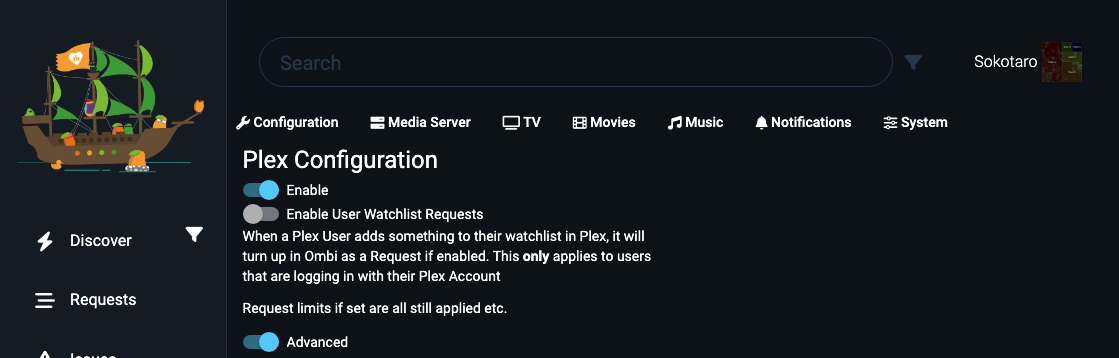 Search
Sokotaro
Configuration Media Server TV Movies Music Notifications System
Plex Configuration
Enable
Enable User Watchlist Requests
When a Plex User adds something to their watchlist in Plex, it will
turn up in Ombi as a Request if enabled. This only applies to users
that are logging in with their Plex Account
Request limits if set are all still applied etc.
Advanced
Discover
Requests
Issues